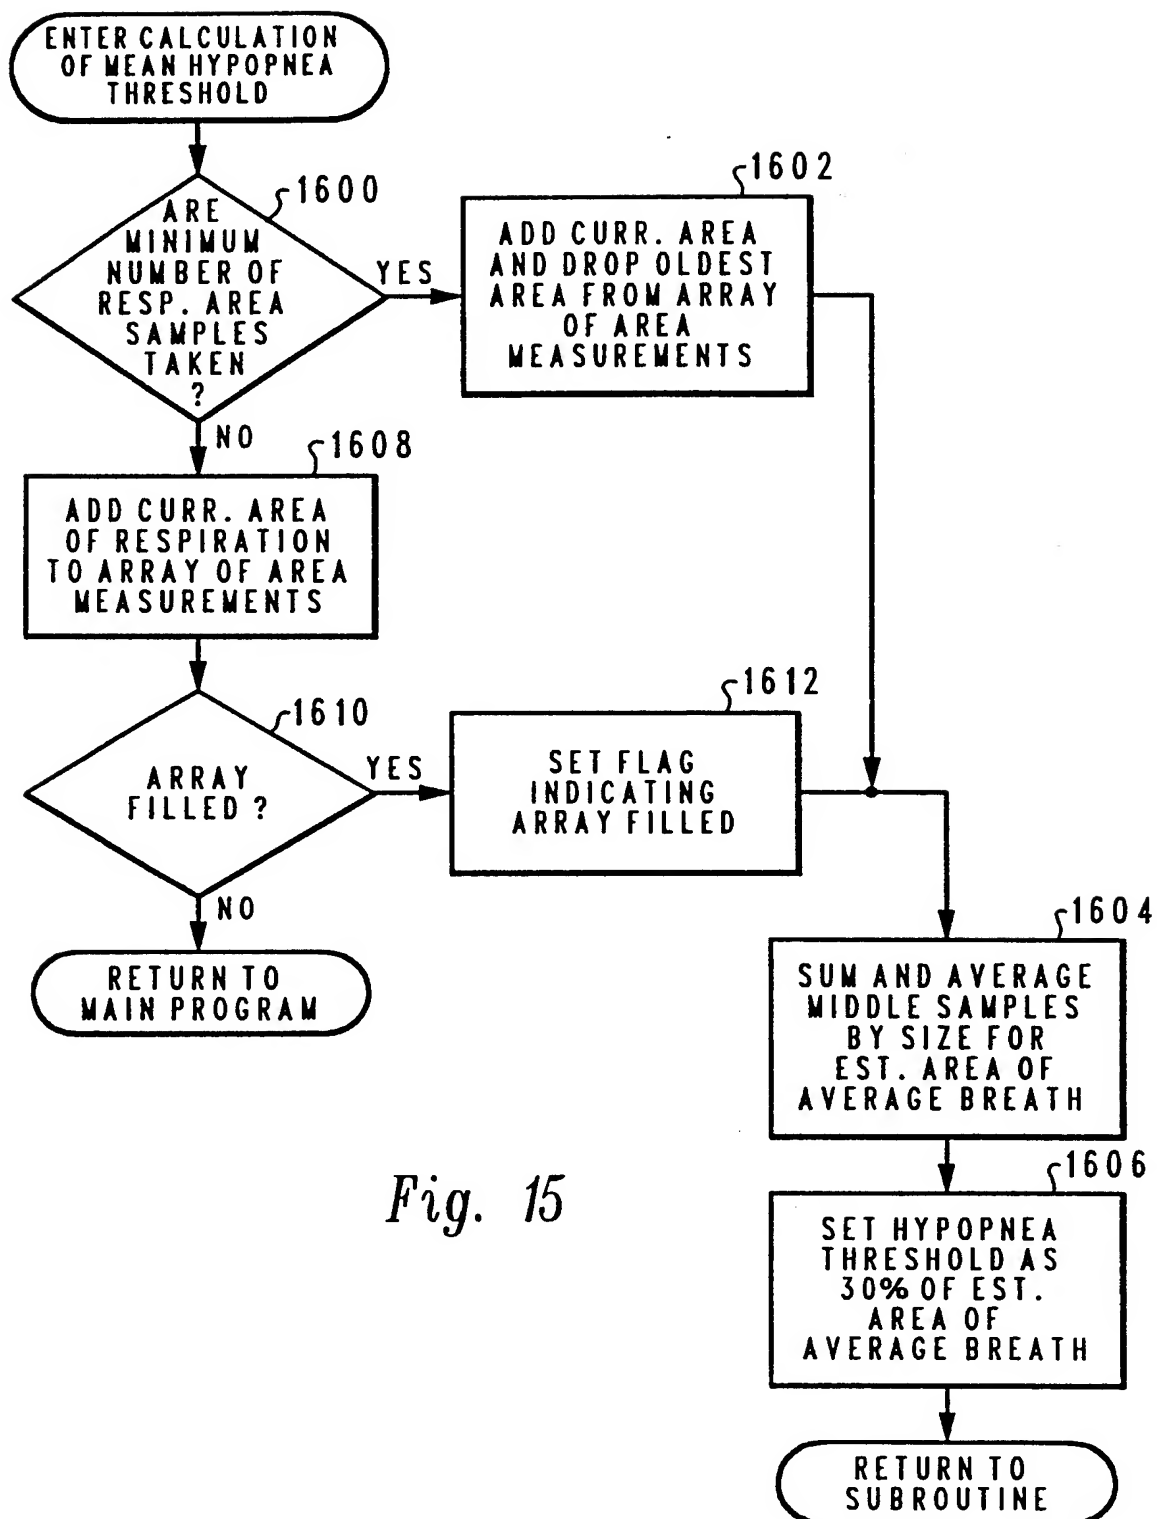 ENTER CALCULATION
OF MEAN HYPOPNEA
THRESHOLD
1600
ARE
MINIMUM
NUMBER OF
RESP. AREA
SAMPLES
TAKEN
?
YES
1602
ADD CURR. AREA
AND DROP OLDEST
AREA FROM ARRAY
OF AREA
MEASUREMENTS
NO
1608
ADD CURR. AREA
OF RESPIRATION
TO ARRAY OF AREA
MEASUREMENTS
1610
ARRAY
FILLED ?
YES
1612
SET FLAG
INDICATING
ARRAY FILLED
NO
RETURN TO
MAIN PROGRAM
1604
SUM AND AVERAGE
MIDDLE SAMPLES
BY SIZE FOR
EST. AREA OF
AVERAGE BREATH
1606
SET HYPOPNEA
THRESHOLD AS
30% OF EST.
AREA OF
AVERAGE BREATH
RETURN TO
SUBROUTINE
Fig. 15